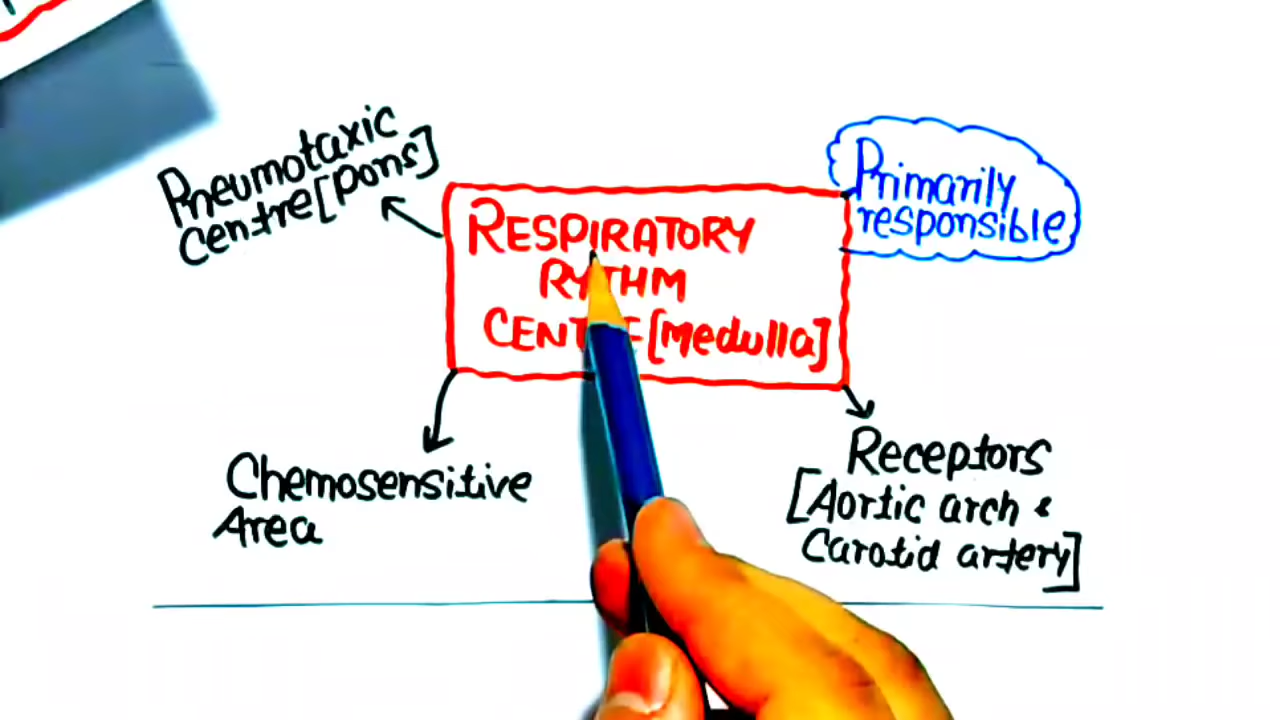 Pneumotaxic
Centre [Pons]
Primarily
responsible
RESPIRATORY
RYTHM
CENTRE [Medulla]
Chemosensitive
Area
Receptors
[Aortic arch &
Carotid artery]